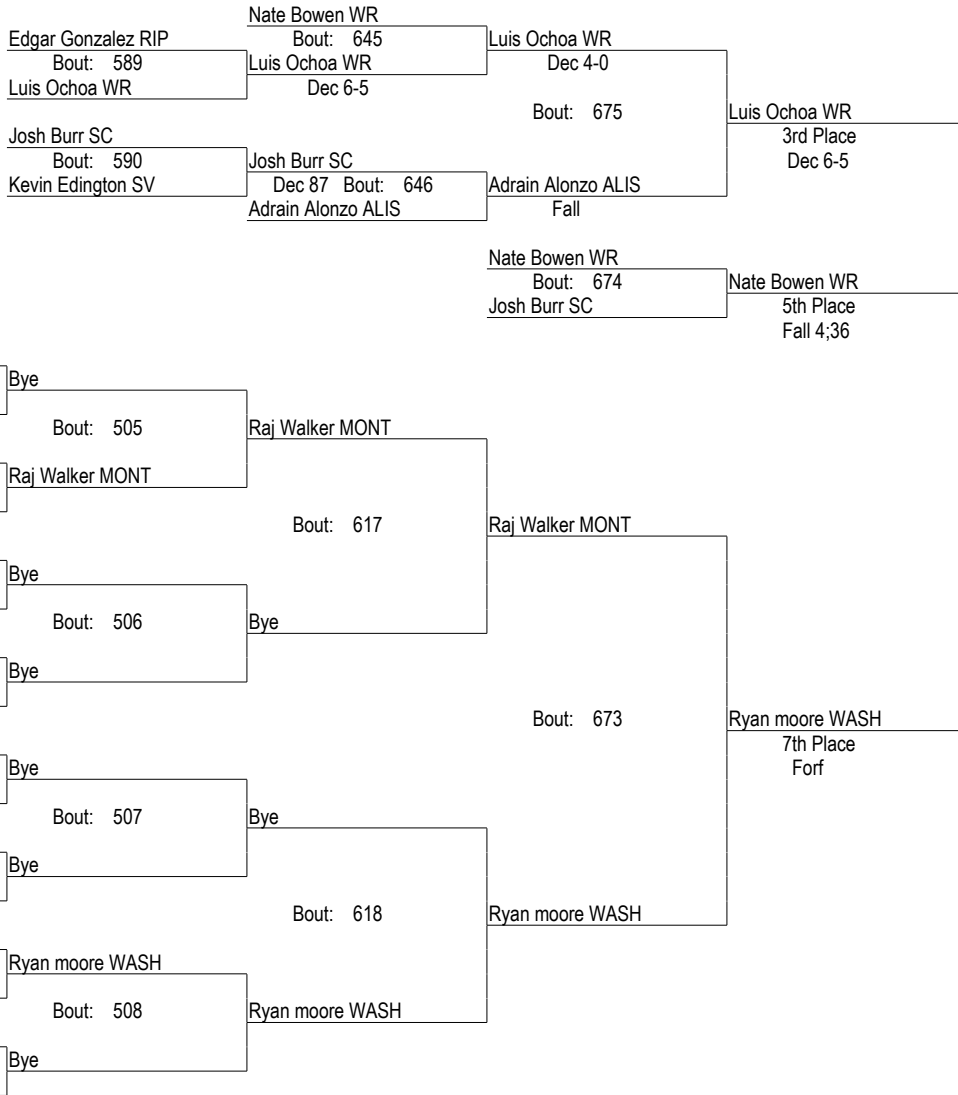 Nate Bowen WR
Edgar Gonzalez RIP
Bout: 645
Luis Ochoa WR
Bout: 589
Luis Ochoa WR
Dec 4-0
Luis Ochoa WR
Dec 6-5
Bout: 675
Luis Ochoa WR
Josh Burr SC
3rd Place
Bout: 590
Josh Burr SC
Dec 6-5
Kevin Edington SV
Dec 87 Bout: 646
Adrain Alonzo ALIS
Adrain Alonzo ALIS
Fall
Nate Bowen WR
Bout: 674
Nate Bowen WR
Josh Burr SC
5th Place
Fall 4;36
Bye
Bout: 505
Raj Walker MONT
Raj Walker MONT
Bout: 617
Raj Walker MONT
Bye
Bout: 506
Bye
Bye
Bout: 673
Ryan moore WASH
7th Place
Bye
Forf
Bout: 507
Bye
Bye
Bout: 618
Ryan moore WASH
Ryan moore WASH
Bout: 508
Ryan moore WASH
Bye